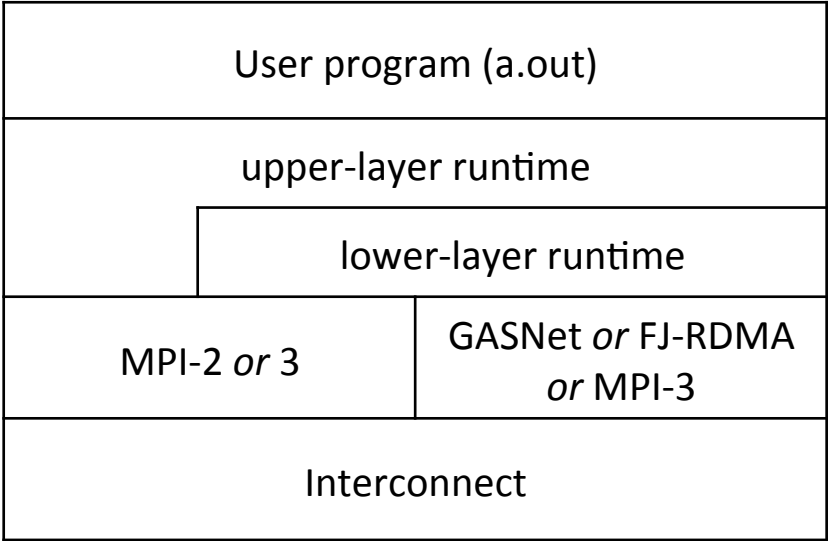 User program (a.out)
upper-layer runtime
lower-layer runtime
MPI-2 or 3
GASNet or FJ-RDMA
or MPI-3
Interconnect